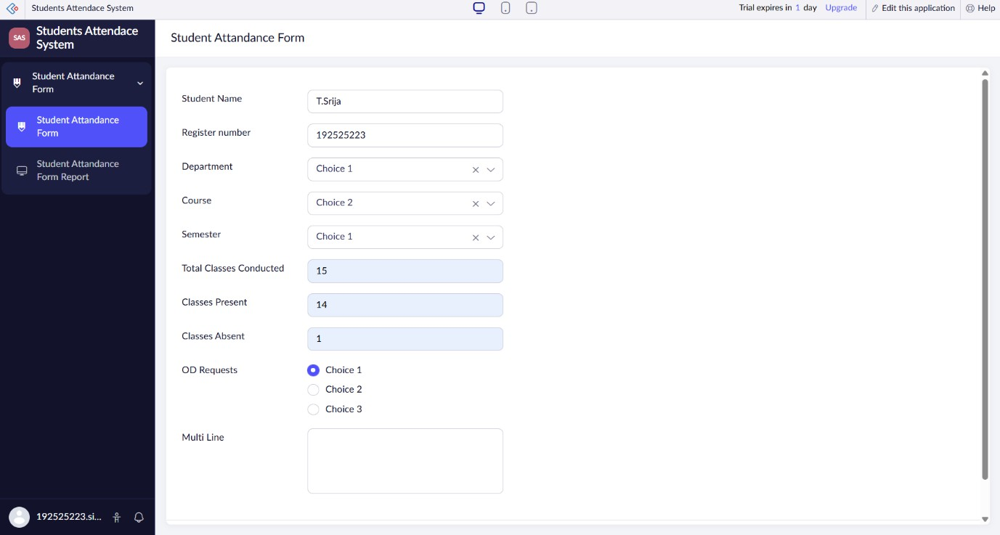 Students Attendace System
Trial expires in 1 day Upgrade
Edit this application
Help
SAS
Students Attendace
System
Student Attandance Form
Student Attandance
Form
Student Attandance
Form
Student Attandance
Form Report
Student Name
T.Srija
Register number
192525223
Department
Choice 1
Course
Choice 2
Semester
Choice 1
Total Classes Conducted
15
Classes Present
14
Classes Absent
1
OD Requests
Choice 1
Choice 2
Choice 3
Multi Line
192525223.si...